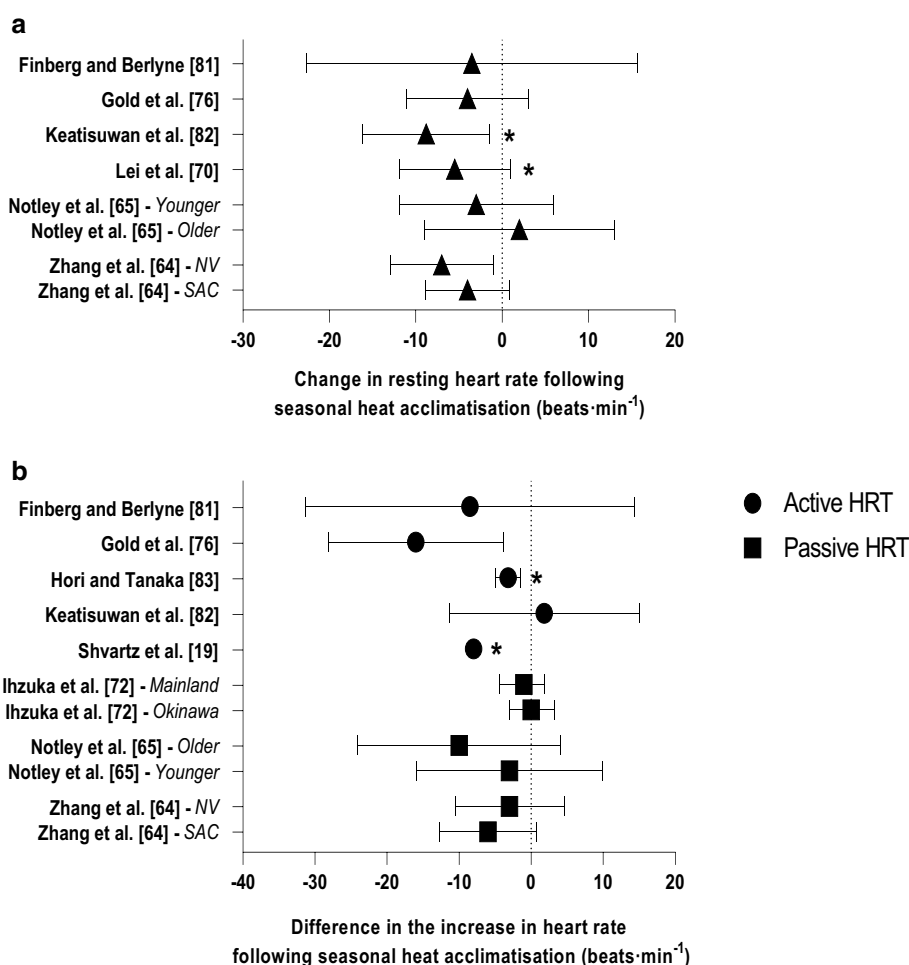 a
Finberg and Berlyne [81]
Gold et al. [76]
Keatisuwan et al. [82]
*
Lei et al. [70]
*
Notley et al. [65] - Younger
Notley et al. [65] - Older
Zhang et al. [64] - NV
Zhang et al. [64] - SAC
-30 -20 -10 0 10 20
Change in resting heart rate following
seasonal heat acclimatisation (beats·min⁻¹)
b
Finberg and Berlyne [81]
Gold et al. [76]
Hori and Tanaka [83]
*
Keatisuwan et al. [82]
Shvartz et al. [19]
*
Ihzuka et al. [72] - Mainland
Ihzuka et al. [72] - Okinawa
Notley et al. [65] - Older
Notley et al. [65] - Younger
Zhang et al. [64] - NV
Zhang et al. [64] - SAC
-40 -30 -20 -10 0 10 20
Difference in the increase in heart rate
following seasonal heat acclimatisation (beats·min⁻¹)
Active HRT
Passive HRT